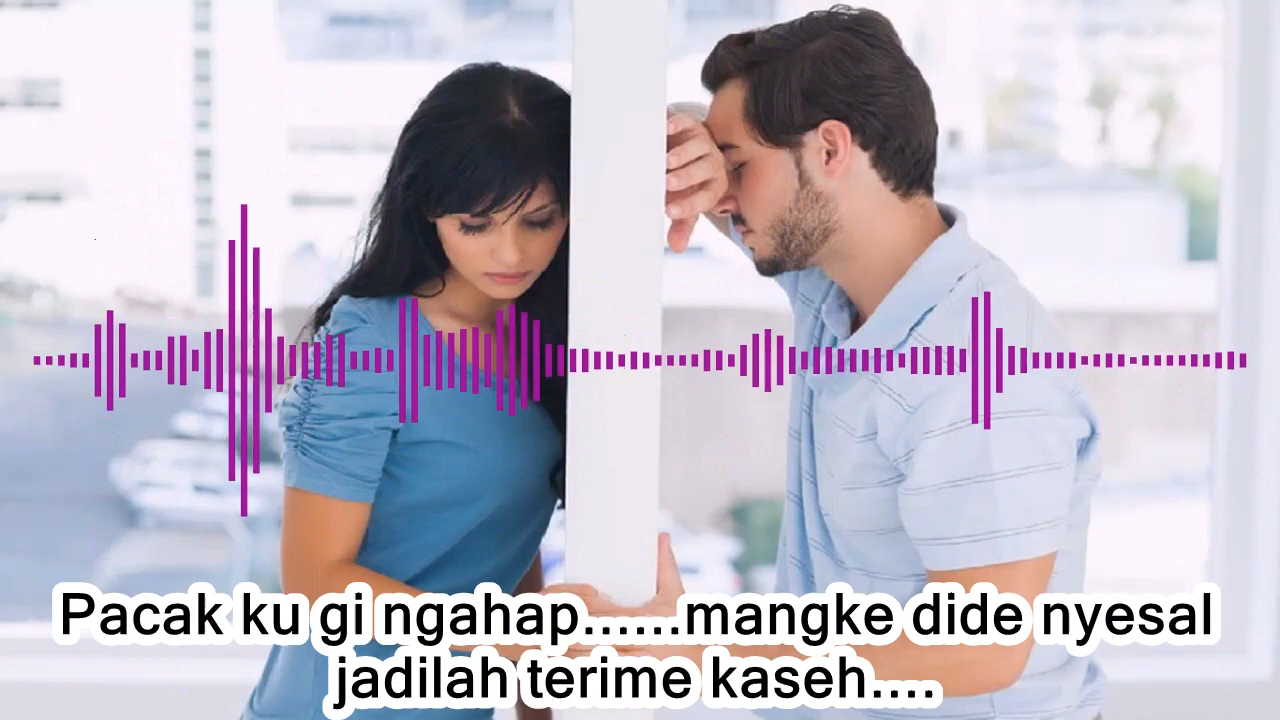 Pacak ku gi ngahap......mangke dide nyesal
jadilah terime kaseh....